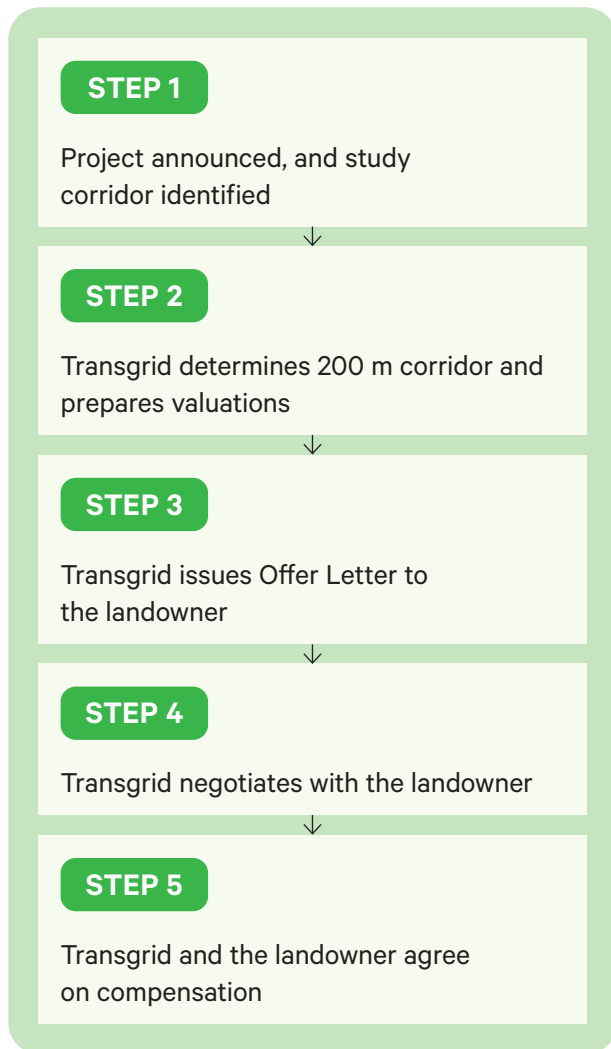 STEP 1
Project announced, and study
corridor identified
STEP 2
Transgrid determines 200 m corridor and
prepares valuations
STEP 3
Transgrid issues Offer Letter to
the landowner
STEP 4
Transgrid negotiates with the landowner
STEP 5
Transgrid and the landowner agree
on compensation